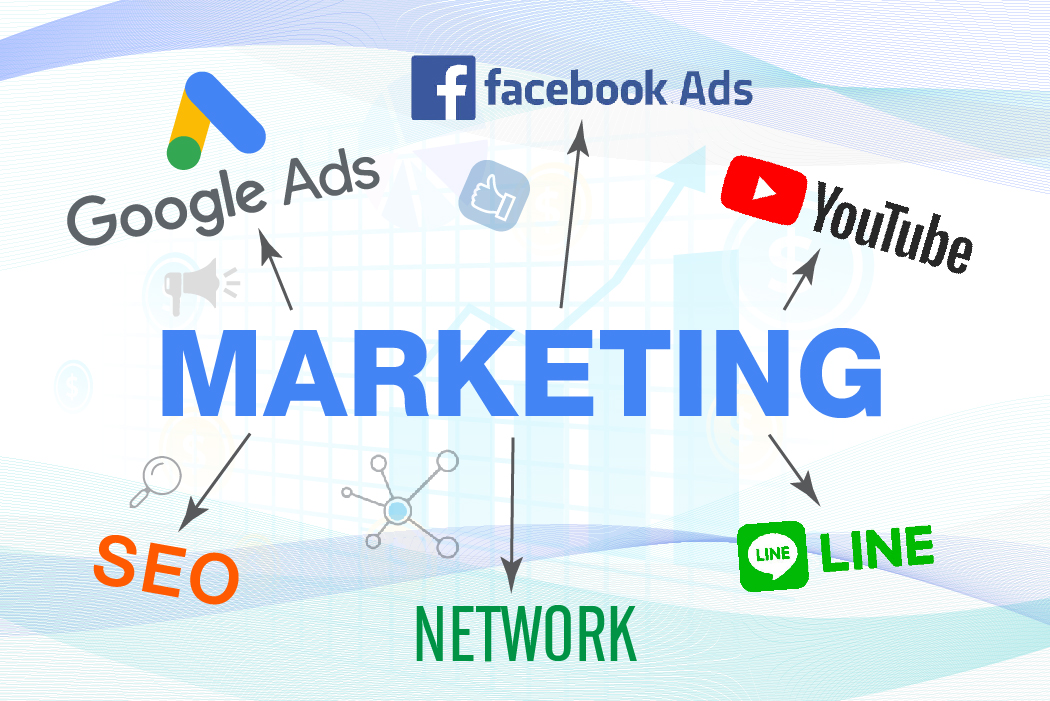 facebook Ads
Google Ads
YouTube
MARKETING
SEO
LINE
LINE
NETWORK